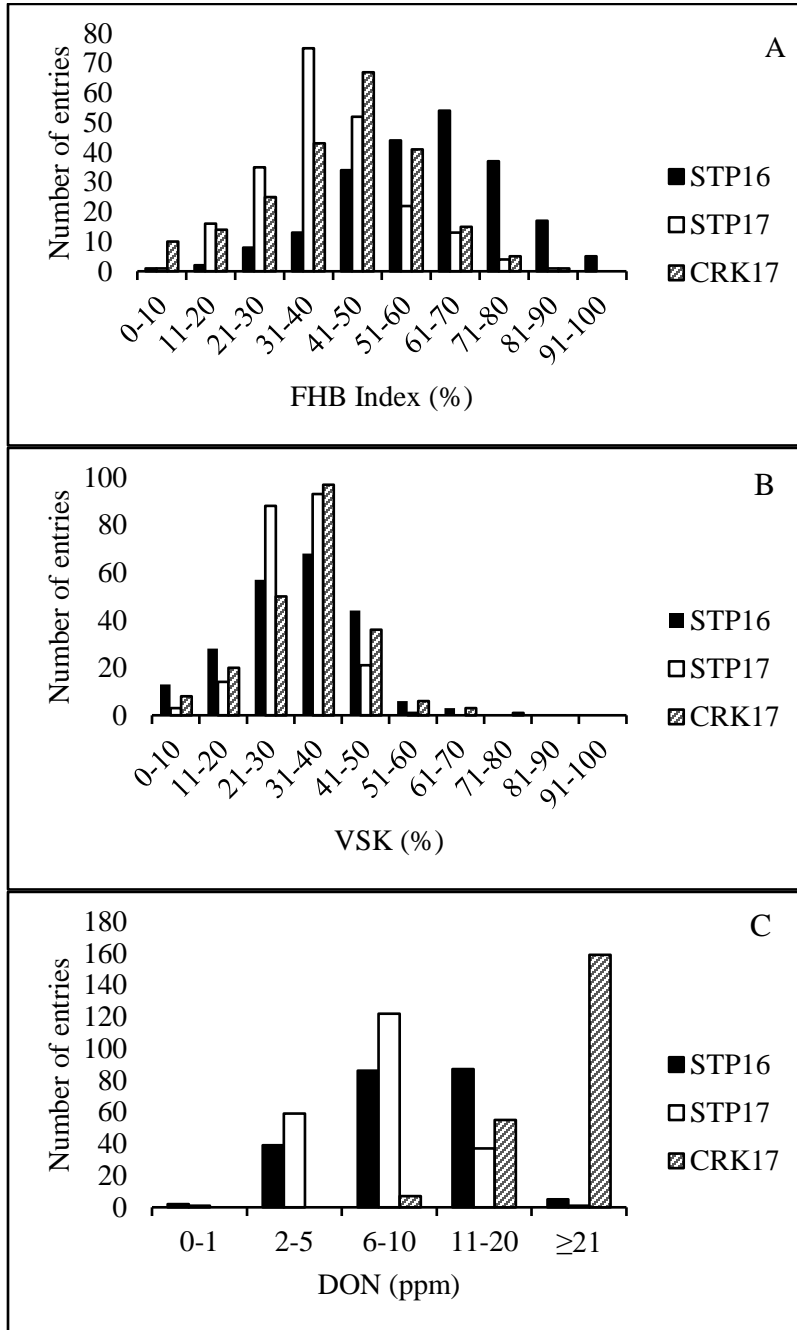 A
Number of entries
80
70
60
50
40
30
20
10
0
0-10
11-20
21-30
31-40
41-50
51-60
61-70
71-80
81-90
91-100
FHB Index (%)
STP16
STP17
CRK17
B
Number of entries
100
80
60
40
20
0
0-10
11-20
21-30
31-40
41-50
51-60
61-70
71-80
81-90
91-100
VSK (%)
STP16
STP17
CRK17
C
Number of entries
180
160
140
120
100
80
60
40
20
0
0-1
2-5
6-10
11-20
≥21
DON (ppm)
STP16
STP17
CRK17